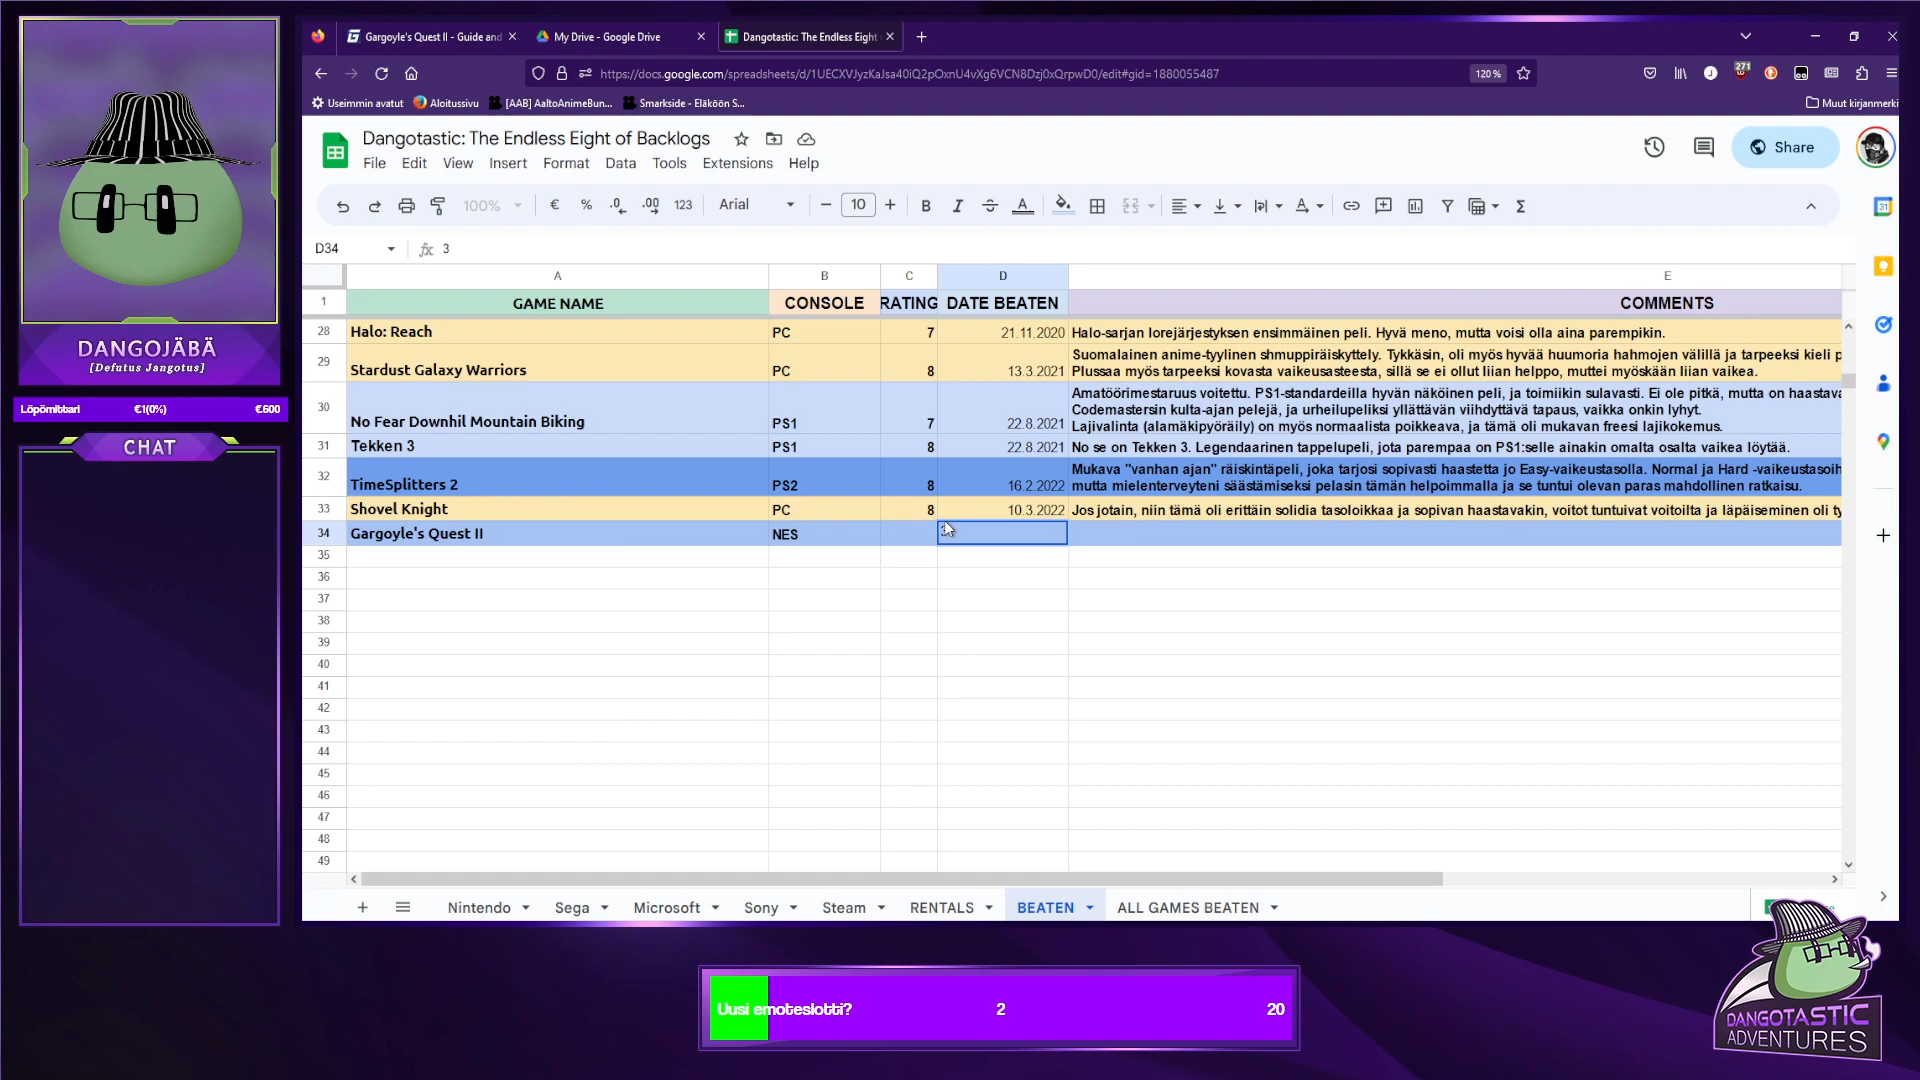 DANGOJÄBÄ
[Defutus Jangotus]
Löpömittari €1(0%) €600
CHAT
Gargoyle's Quest II - Guide and
My Drive - Google Drive
Dangotastic: The Endless Eight
https://docs.google.com/spreadsheets/d/1UECXVJyzKaJsa40iQ2pOxnU4vXg6VCN8Dzj0xQrpwD0/edit#gid=1880055487
120%
271
Useimmin avatut
Aloitussivu
[AAB] AaltoAnimeBun...
Smarkside - Eläköön S...
Muut kirjanmerki
Dangotastic: The Endless Eight of Backlogs
File Edit View Insert Format Data Tools Extensions Help
Share
100% € % .0 .00 123 Arial 10
D34 fx 3
A B C D E
1 GAME NAME CONSOLE RATING DATE BEATEN COMMENTS
28 Halo: Reach PC 7 21.11.2020 Halo-sarjan lorejärjestyksen ensimmäinen peli. Hyvä meno, mutta voisi olla aina parempikin.
29 Stardust Galaxy Warriors PC 8 13.3.2021 Suomalainen anime-tyylinen shmuppiräiskyttely. Tykkäsin, oli myös hyvää huumoria hahmojen välillä ja tarpeeksi kieli p
Plussaa myös tarpeeksi kovasta vaikeusasteesta, sillä se ei ollut liian helppo, muttei myöskään liian vaikea.
30 No Fear Downhil Mountain Biking PS1 7 22.8.2021 Amatöörimestaruus voitettu. PS1-standardeilla hyvän näköinen peli, ja toimiikin sulavasti. Ei ole pitkä, mutta on haastava
Codemastersin kulta-ajan pelejä, ja urheilupeliksi yllättävän viihdyttävä tapaus, vaikka onkin lyhyt.
Lajivalinta (alamäkipyöräily) on myös normaalista poikkeava, ja tämä oli mukavan freesi lajikokemus.
31 Tekken 3 PS1 8 22.8.2021 No se on Tekken 3. Legendaarinen tappelupeli, jota parempaa on PS1:selle ainakin omalta osalta vaikea löytää.
32 TimeSplitters 2 PS2 8 16.2.2022 Mukava "vanhan ajan" räiskintäpeli, joka tarjosi sopivasti haastetta jo Easy-vaikeustasolla. Normal ja Hard -vaikeustasoih
mutta mielenterveyteni säästämiseksi pelasin tämän helpoimmalla ja se tuntui olevan paras mahdollinen ratkaisu.
33 Shovel Knight PC 8 10.3.2022 Jos jotain, niin tämä oli erittäin solidia tasoloikkaa ja sopivan haastavakin, voitot tuntuivat voitoilta ja läpäiseminen oli ty
34 Gargoyle's Quest II NES
35
36
37
38
39
40
41
42
43
44
45
46
47
48
49
Nintendo Sega Microsoft Sony Steam RENTALS BEATEN ALL GAMES BEATEN
Uusi emoteslotti? 2 20
DANGOTASTIC
ADVENTURES